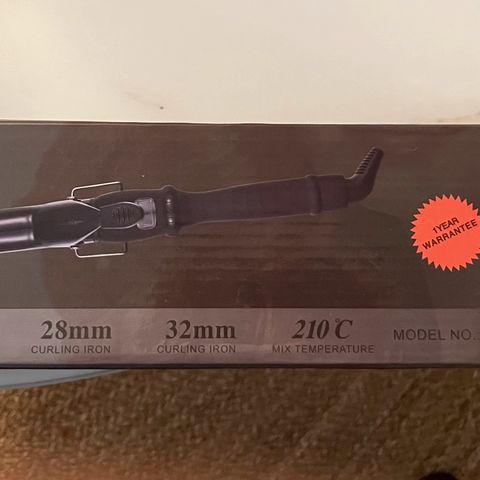 1YEAR
WARRANTEE
28mm
CURLING IRON
32mm
CURLING IRON
210℃
MIX TEMPERATURE
MODEL NO.: